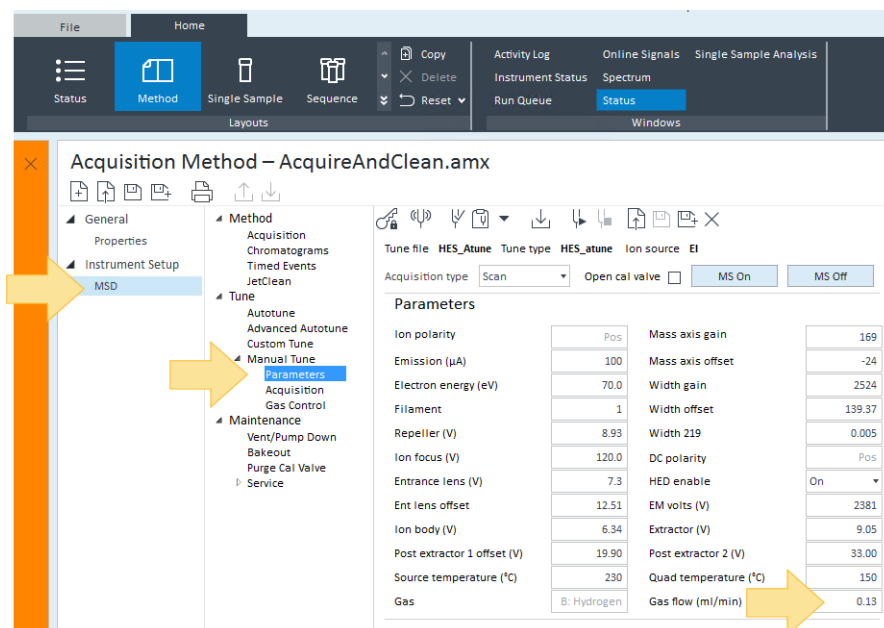 File Home
Copy Activity Log Online Signals Single Sample Analysis
Delete Instrument Status Spectrum
Status Method Single Sample Sequence Reset Run Queue Status
Layouts Windows
Acquisition Method – AcquireAndClean.amx
General
Properties
Instrument Setup
MSD
Method
Acquisition
Chromatograms
Timed Events
JetClean
Tune
Autotune
Advanced Autotune
Custom Tune
Manual Tune
Parameters
Acquisition
Gas Control
Maintenance
Vent/Pump Down
Bakeout
Purge Cal Valve
Service
Tune file HES_Atune Tune type HES_atune Ion source EI
Acquisition type Scan Open cal valve MS On MS Off
Parameters
Ion polarity Pos Mass axis gain 169
Emission (µA) 100 Mass axis offset -24
Electron energy (eV) 70.0 Width gain 2524
Filament 1 Width offset 139.37
Repeller (V) 8.93 Width 219 0.005
Ion focus (V) 120.0 DC polarity Pos
Entrance lens (V) 7.3 HED enable On
Ent lens offset 12.51 EM volts (V) 2381
Ion body (V) 6.34 Extractor (V) 9.05
Post extractor 1 offset (V) 19.90 Post extractor 2 (V) 33.00
Source temperature (°C) 230 Quad temperature (°C) 150
Gas B: Hydrogen Gas flow (ml/min) 0.13